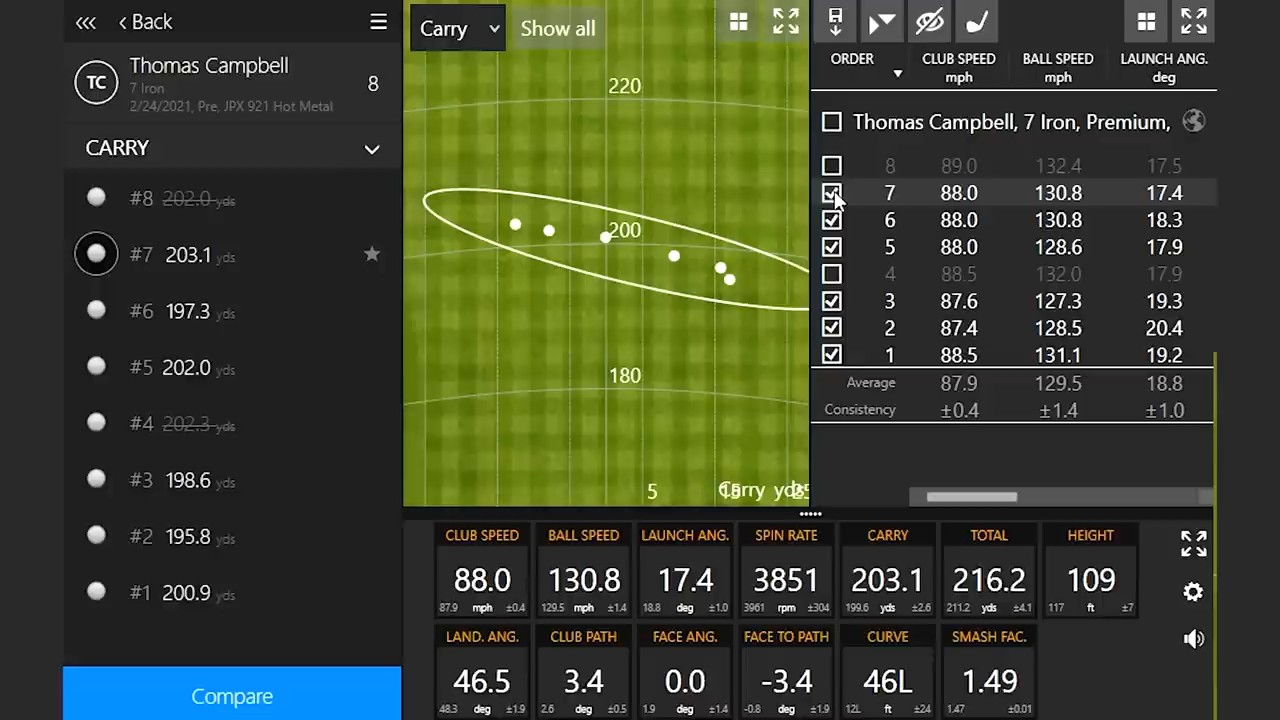 Back
TC
Thomas Campbell
7 Iron
2/24/2021, Pre, JPX 921 Hot Metal
8
CARRY
#8 202.0 yds
#7 203.1 yds
#6 197.3 yds
#5 202.0 yds
#4 202.3 yds
#3 198.6 yds
#2 195.8 yds
#1 200.9 yds
Compare
Carry
Show all
220
200
180
5
Carry yds
ORDER CLUB SPEED BALL SPEED LAUNCH ANG.
mph mph deg
Thomas Campbell, 7 Iron, Premium,
8 89.0 132.4 17.5
7 88.0 130.8 17.4
6 88.0 130.8 18.3
5 88.0 128.6 17.9
4 88.5 132.0 17.9
3 87.6 127.3 19.3
2 87.4 128.5 20.4
1 88.5 131.1 19.2
Average 87.9 129.5 18.8
Consistency ±0.4 ±1.4 ±1.0
CLUB SPEED BALL SPEED LAUNCH ANG. SPIN RATE CARRY TOTAL HEIGHT
88.0 130.8 17.4 3851 203.1 216.2 109
87.9 mph ±0.4 129.5 mph ±1.4 18.8 deg ±1.0 3961 rpm ±304 199.6 yds ±2.6 211.2 yds ±4.1 117 ft ±7
LAND. ANG. CLUB PATH FACE ANG. FACE TO PATH CURVE SMASH FAC.
46.5 3.4 0.0 -3.4 46L 1.49
48.3 deg ±1.9 2.6 deg ±0.5 1.9 deg ±1.4 -0.8 deg ±1.9 12L ft ±24 1.47 ±0.01